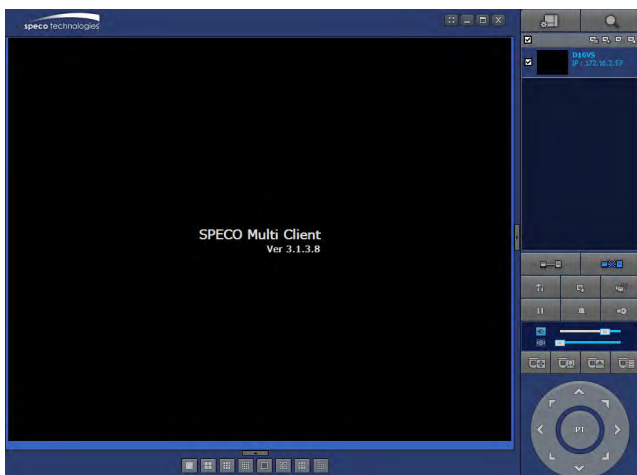 speco technologies
D16VS
IP : 172.16.2.57
SPECO Multi Client
Ver 3.1.3.8
PT